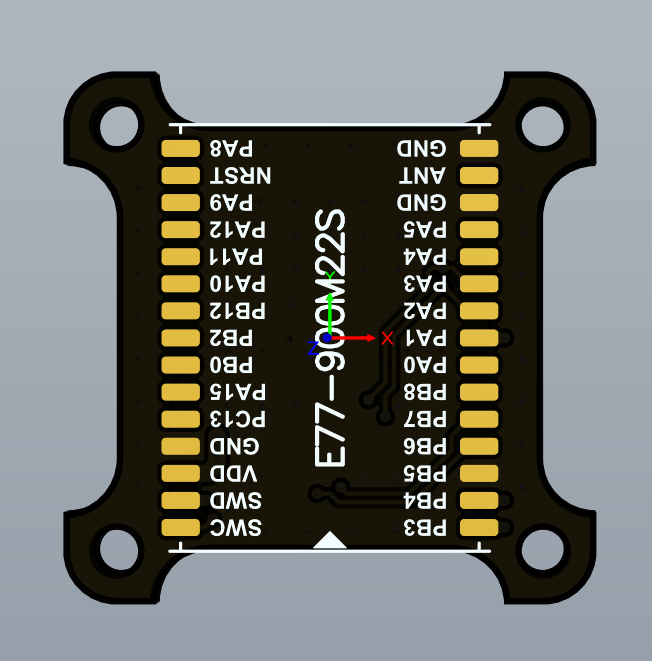 PA8
NRST
PA9
PA12
PA11
PA10
PB12
PB2
PB0
PA15
PC13
GND
VDD
SWD
SWC
E77-900M22S
Y
X
Z
GND
ANT
GND
PA5
PA4
PA3
PA2
PA1
PA0
PB8
PB7
PB6
PB5
PB4
PB3